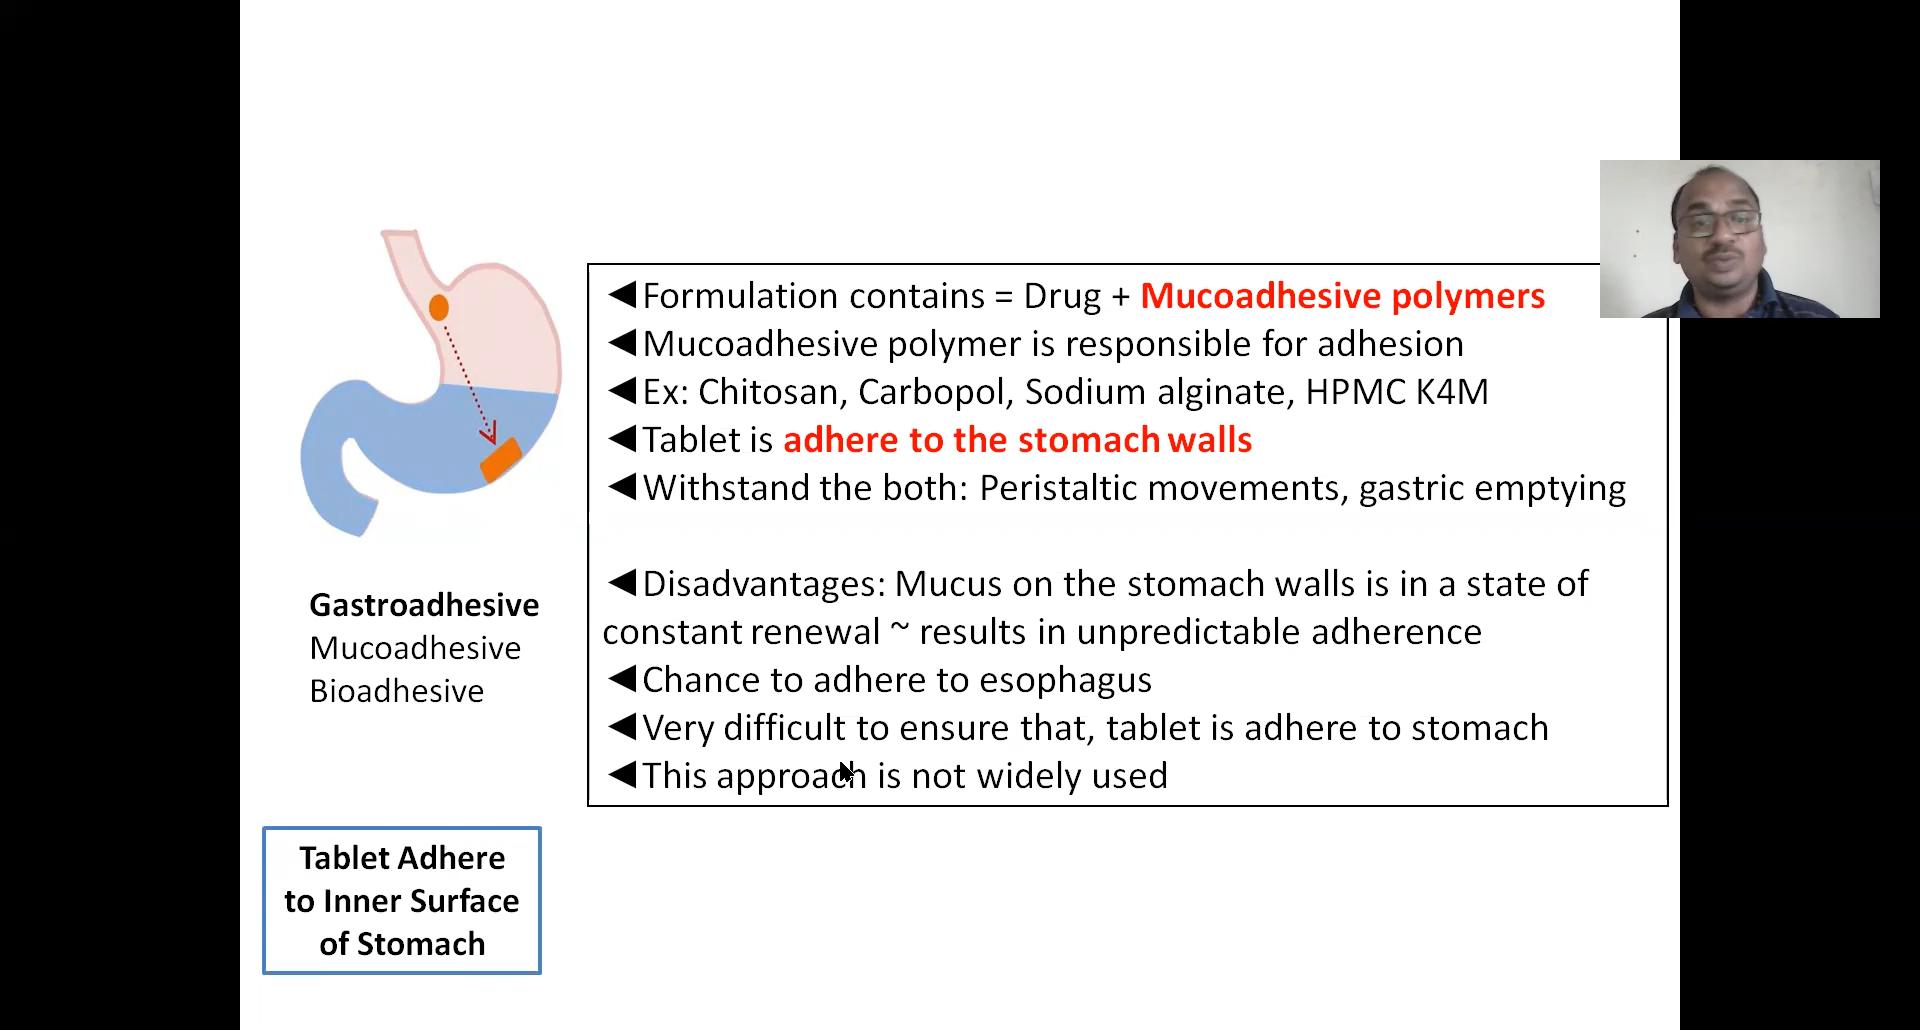 ◀Formulation contains = Drug + Mucoadhesive polymers
◀Mucoadhesive polymer is responsible for adhesion
◀Ex: Chitosan, Carbopol, Sodium alginate, HPMC K4M
◀Tablet is adhere to the stomach walls
◀Withstand the both: Peristaltic movements, gastric emptying
◀Disadvantages: Mucus on the stomach walls is in a state of
constant renewal ~ results in unpredictable adherence
◀Chance to adhere to esophagus
◀Very difficult to ensure that, tablet is adhere to stomach
◀This approach is not widely used
Gastroadhesive
Mucoadhesive
Bioadhesive
Tablet Adhere
to Inner Surface
of Stomach